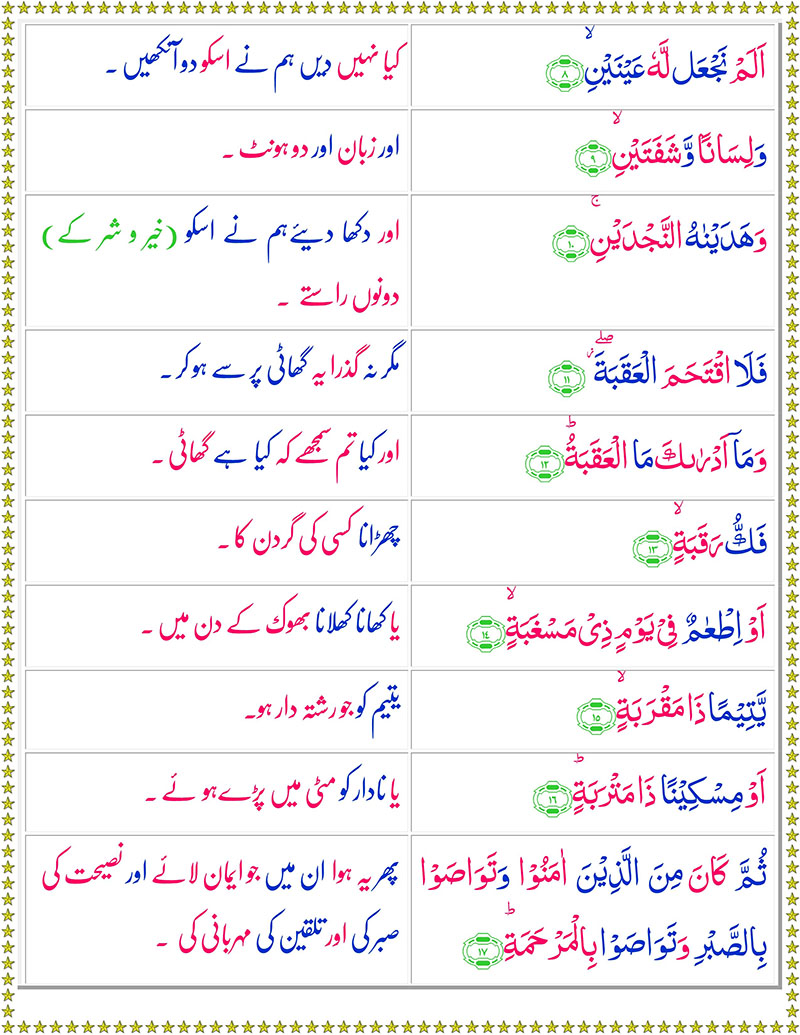 اَلَمْ نَجْعَل لَّهٗ عَيْنَيْنِۙ ﴿۸﴾
کیا نہیں دیں ہم نے اسکو دو آنکھیں ۔
وَلِسَانًا وَّشَفَتَيْنِۙ ﴿۹﴾
اور زبان اور دو ہونٹ ۔
وَهَدَيْنٰهُ النَّجْدَيْنِۚ ﴿۱۰﴾
اور دکھا دیئے ہم نے اسکو (خیر و شر کے)
دونوں راستے ۔
فَلَا اقْتَحَمَ الْعَقَبَةَ ۖ ﴿۱۱﴾
مگر نہ گذرا یہ گھاٹی پر سے ہو کر ۔
وَمَاۤ اَدْرٰىكَ مَا الْعَقَبَةُؕ ﴿۱۲﴾
اور کیا تم سمجھے کہ کیا ہے گھاٹی ۔
فَكُّ رَقَبَةٍۙ ﴿۱۳﴾
چھڑانا کسی کی گردن کا ۔
اَوْ اِطْعٰمٌ فِىْ يَوْمٍ ذِىْ مَسْغَبَةٍۙ ﴿۱۴﴾
یا کھانا کھلانا بھوک کے دن میں ۔
يَّتِيْمًا ذَا مَقْرَبَةٍۙ ﴿۱۵﴾
یتیم کو جو رشتہ دار ہو۔
اَوْ مِسْكِيْنًا ذَا مَتْرَبَةٍؕ ﴿۱۶﴾
یا نادار کو مٹی میں پڑے ہوئے ۔
ثُمَّ كَانَ مِنَ الَّذِيْنَ اٰمَنُوْا وَتَوَاصَوْا
بِالصَّبْرِ وَتَوَاصَوْا بِالْمَرْحَمَةِؕ ﴿۱۷﴾
پھر یہ ہوا ان میں جو ایمان لائے اور نصیحت کی
صبر کی اور تلقین کی مہربانی کی ۔